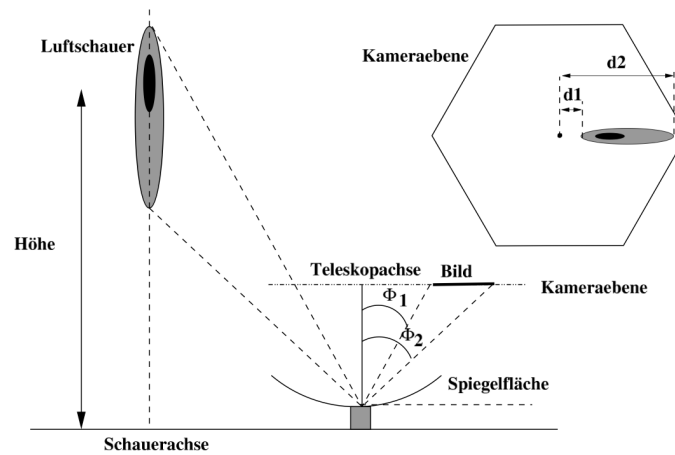 Luftschauer
Kameraebene
d2
d1
Höhe
Teleskopachse
Bild
Kameraebene
Φ1
Φ2
Spiegelfläche
Schauerachse